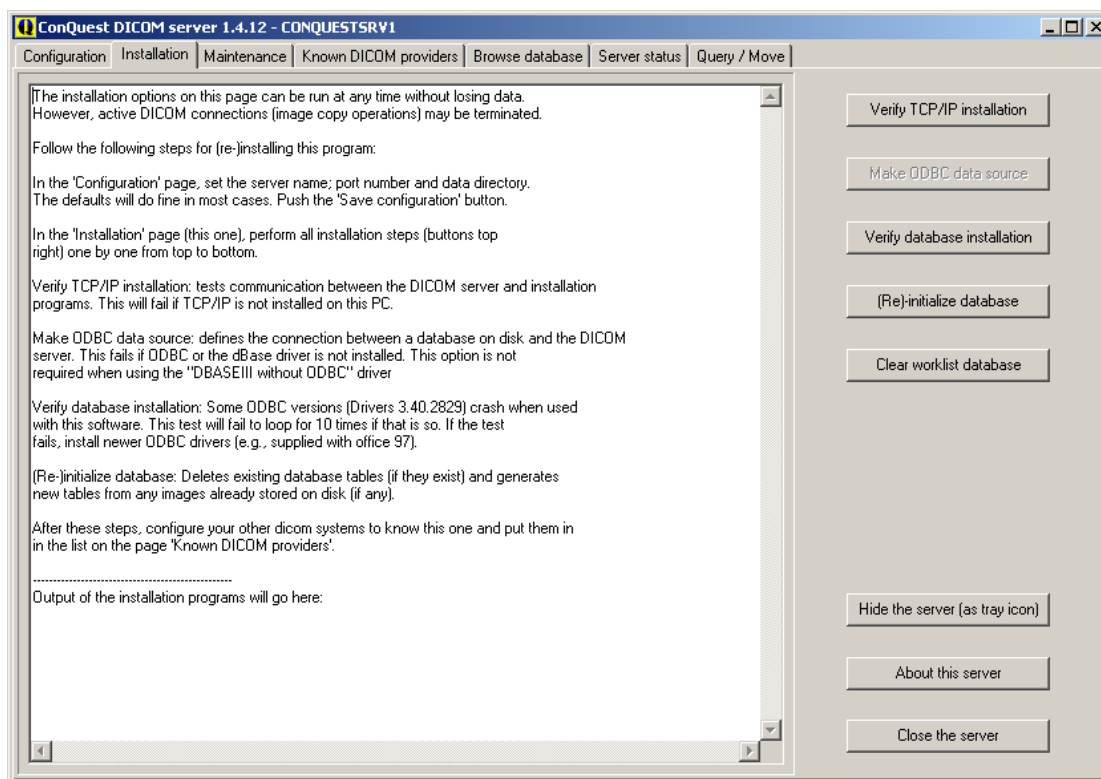 ConQuest DICOM server 1.4.12 - CONQUESTSRV1
Configuration Installation Maintenance Known DICOM providers Browse database Server status Query / Move
The installation options on this page can be run at any time without losing data.
However, active DICOM connections (image copy operations) may be terminated.
Follow the following steps for (re-)installing this program:
In the 'Configuration' page, set the server name; port number and data directory.
The defaults will do fine in most cases. Push the 'Save configuration' button.
In the 'Installation' page (this one), perform all installation steps (buttons top
right) one by one from top to bottom.
Verify TCP/IP installation: tests communication between the DICOM server and installation
programs. This will fail if TCP/IP is not installed on this PC.
Make ODBC data source: defines the connection between a database on disk and the DICOM
server. This fails if ODBC or the dBase driver is not installed. This option is not
required when using the "DBASEIII without ODBC" driver
Verify database installation: Some ODBC versions (Drivers 3.40.2829) crash when used
with this software. This test will fail to loop for 10 times if that is so. If the test
fails, install newer ODBC drivers (e.g., supplied with office 97).
(Re-)initialize database: Deletes existing database tables (if they exist) and generates
new tables from any images already stored on disk (if any).
After these steps, configure your other dicom systems to know this one and put them in
in the list on the page 'Known DICOM providers'.
--------------------------------------------------
Output of the installation programs will go here:
Verify TCP/IP installation
Make ODBC data source
Verify database installation
(Re)-initialize database
Clear worklist database
Hide the server (as tray icon)
About this server
Close the server